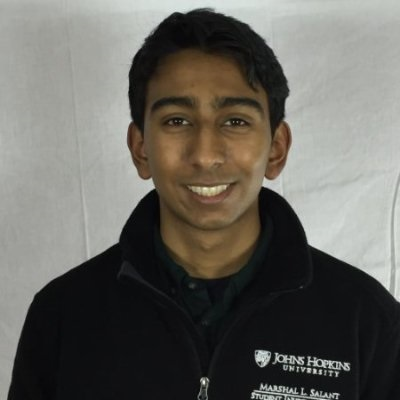 JOHNS HOPKINS
UNIVERSITY
MARSHAL L. SALANT
STUDENT